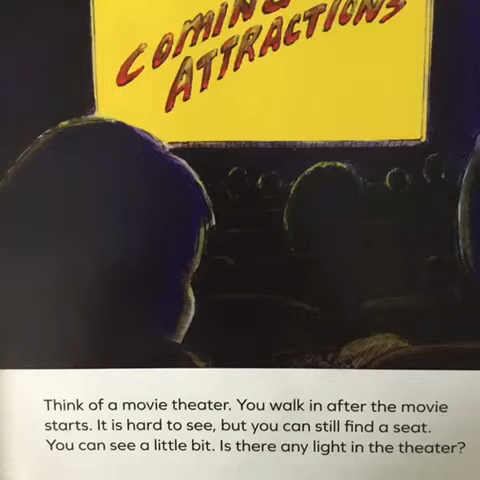 COMING
ATTRACTIONS
Think of a movie theater. You walk in after the movie
starts. It is hard to see, but you can still find a seat.
You can see a little bit. Is there any light in the theater?